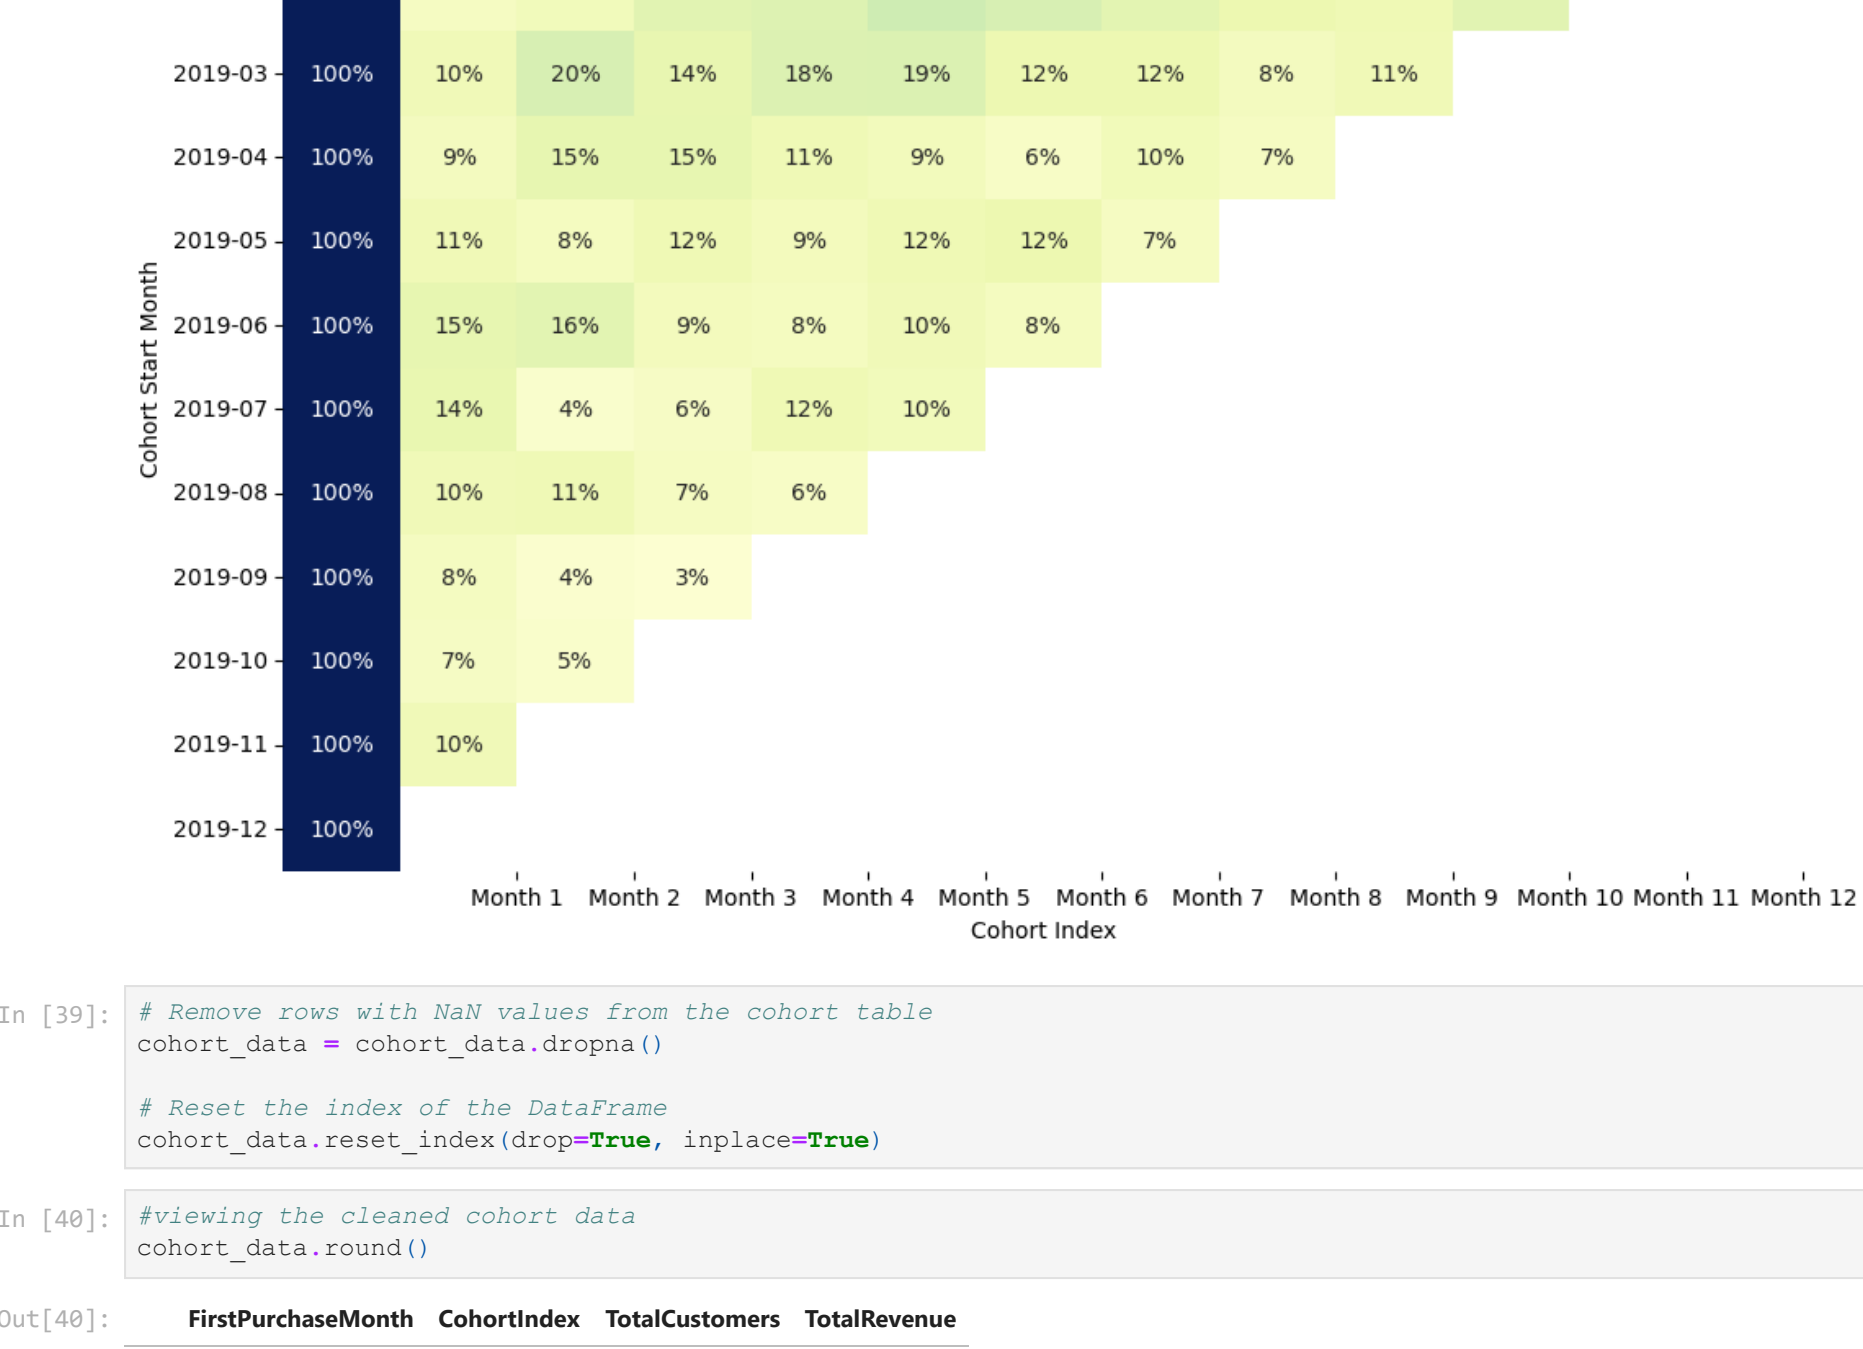 2019-03 100% 10% 20% 14% 18% 19% 12% 12% 8% 11%
2019-04 100% 9% 15% 15% 11% 9% 6% 10% 7%
2019-05 100% 11% 8% 12% 9% 12% 12% 7%
2019-06 100% 15% 16% 9% 8% 10% 8%
2019-07 100% 14% 4% 6% 12% 10%
2019-08 100% 10% 11% 7% 6%
2019-09 100% 8% 4% 3%
2019-10 100% 7% 5%
2019-11 100% 10%
2019-12 100%
Cohort Start Month
Month 1 Month 2 Month 3 Month 4 Month 5 Month 6 Month 7 Month 8 Month 9 Month 10 Month 11 Month 12
Cohort Index
In [39]:
# Remove rows with NaN values from the cohort table
cohort_data = cohort_data.dropna()
# Reset the index of the DataFrame
cohort_data.reset_index(drop=True, inplace=True)
In [40]:
#viewing the cleaned cohort data
cohort_data.round()
Out[40]:
FirstPurchaseMonth CohortIndex TotalCustomers TotalRevenue